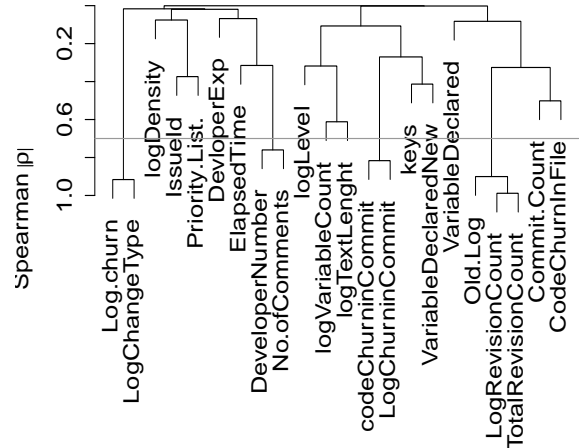 Spearman |ρ|
0.2
0.6
1.0
Log.churn
LogChangeType
logDensity
IssueId
Priority.List.
DevloperExp
ElapsedTime
DeveloperNumber
No.ofComments
logLevel
logVariableCount
logTextLenght
codeChurninCommit
LogChurninCommit
keys
VariableDeclaredNew
VariableDeclared
Old.Log
LogRevisionCount
TotalRevisionCount
Commit.Count
CodeChurnInFile